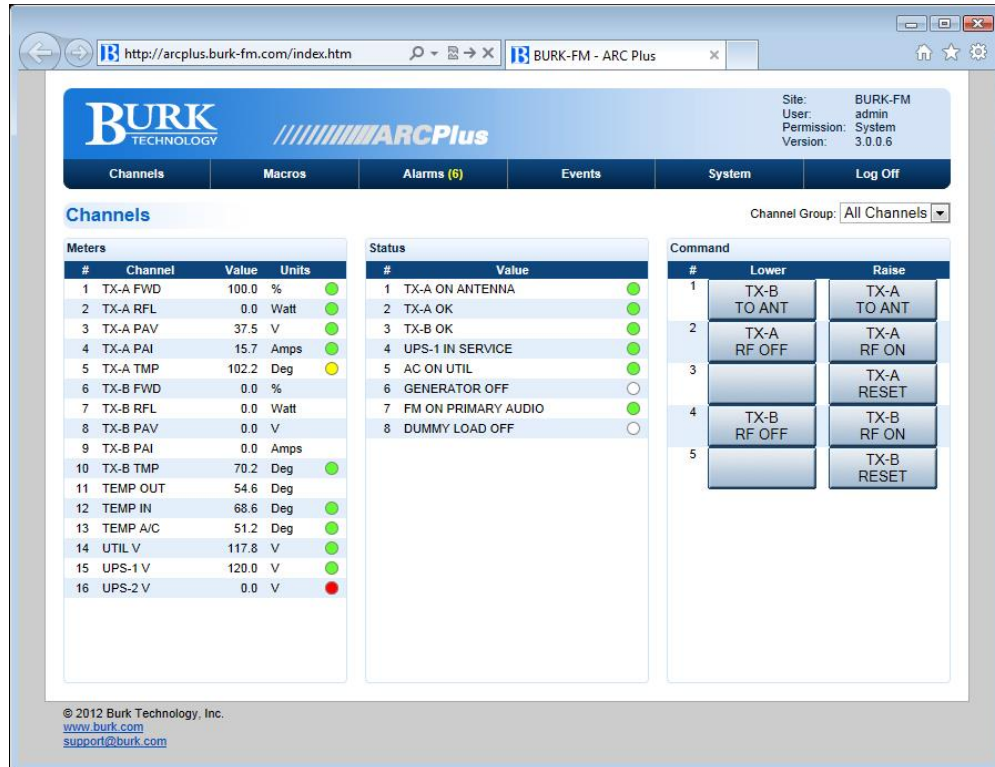 http://arcplus.burk-fm.com/index.htm
BURK-FM - ARC Plus
BURK
TECHNOLOGY
ARCPlus
Site: BURK-FM
User: admin
Permission: System
Version: 3.0.0.6
Channels Macros Alarms (6) Events System Log Off
Channels
Channel Group: All Channels
Meters
# Channel Value Units
1 TX-A FWD 100.0 %
2 TX-A RFL 0.0 Watt
3 TX-A PAV 37.5 V
4 TX-A PAI 15.7 Amps
5 TX-A TMP 102.2 Deg
6 TX-B FWD 0.0 %
7 TX-B RFL 0.0 Watt
8 TX-B PAV 0.0 V
9 TX-B PAI 0.0 Amps
10 TX-B TMP 70.2 Deg
11 TEMP OUT 54.6 Deg
12 TEMP IN 68.6 Deg
13 TEMP A/C 51.2 Deg
14 UTIL V 117.8 V
15 UPS-1 V 120.0 V
16 UPS-2 V 0.0 V
Status
# Value
1 TX-A ON ANTENNA
2 TX-A OK
3 TX-B OK
4 UPS-1 IN SERVICE
5 AC ON UTIL
6 GENERATOR OFF
7 FM ON PRIMARY AUDIO
8 DUMMY LOAD OFF
Command
# Lower Raise
1 TX-B TO ANT TX-A TO ANT
2 TX-A RF OFF TX-A RF ON
3 TX-A RESET
4 TX-B RF OFF TX-B RF ON
5 TX-B RESET
© 2012 Burk Technology, Inc.
www.burk.com
support@burk.com